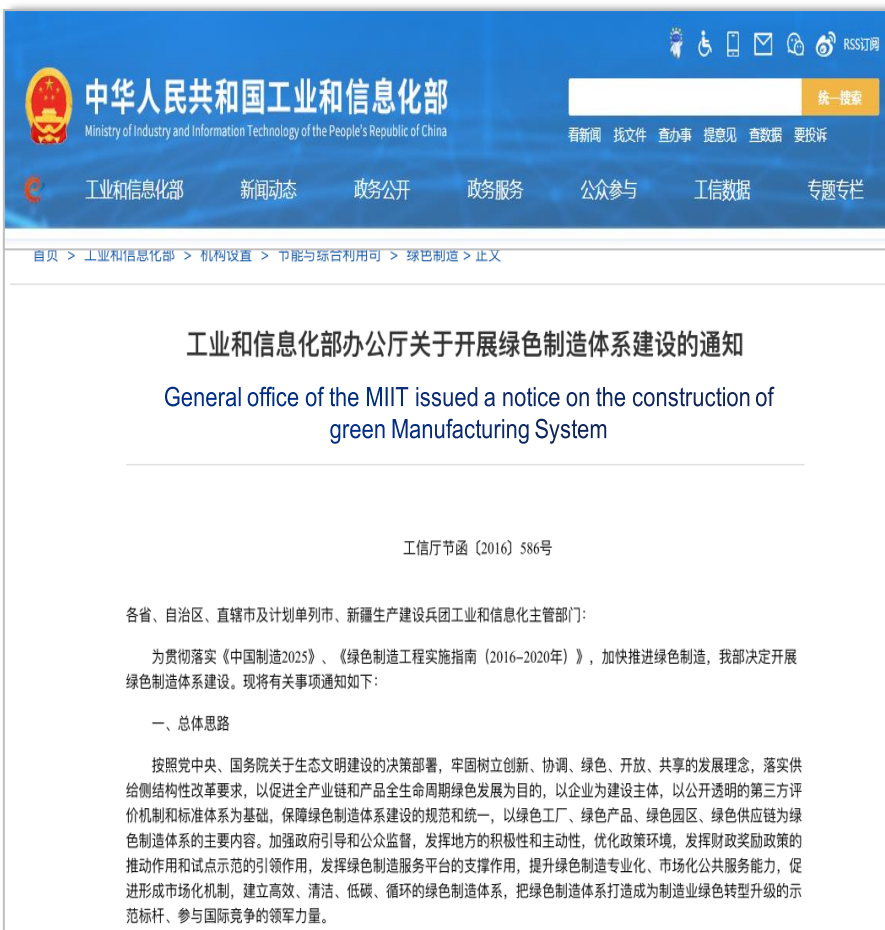 RSS订阅
中华人民共和国工业和信息化部
Ministry of Industry and Information Technology of the People's Republic of China
统一搜索
看新闻 找文件 查办事 提意见 查数据 要投诉
工业和信息化部 新闻动态 政务公开 政务服务 公众参与 工信数据 专题专栏
首页 > 工业和信息化部 > 机构设置 > 节能与综合利用司 > 绿色制造 > 正文
工业和信息化部办公厅关于开展绿色制造体系建设的通知
General office of the MIIT issued a notice on the construction of
green Manufacturing System
工信厅节函〔2016〕586号
各省、自治区、直辖市及计划单列市、新疆生产建设兵团工业和信息化主管部门：
为贯彻落实《中国制造2025》、《绿色制造工程实施指南（2016-2020年）》，加快推进绿色制造，我部决定开展
绿色制造体系建设。现将有关事项通知如下：
一、总体思路
按照党中央、国务院关于生态文明建设的决策部署，牢固树立创新、协调、绿色、开放、共享的发展理念，落实供
给侧结构性改革要求，以促进全产业链和产品全生命周期绿色发展为目的，以企业为建设主体，以公开透明的第三方评
价机制和标准体系为基础，保障绿色制造体系建设的规范和统一，以绿色工厂、绿色产品、绿色园区、绿色供应链为绿
色制造体系的主要内容。加强政府引导和公众监督，发挥地方的积极性和主动性，优化政策环境，发挥财政奖励政策的
推动作用和试点示范的引领作用，发挥绿色制造服务平台的支撑作用，提升绿色制造专业化、市场化公共服务能力，促
进形成市场化机制，建立高效、清洁、低碳、循环的绿色制造体系，把绿色制造体系打造成为制造业绿色转型升级的示
范标杆、参与国际竞争的领军力量。